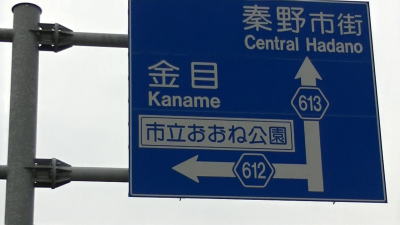 秦野市街
Central Hadano
金目
Kaname
613
市立おおね公園
612